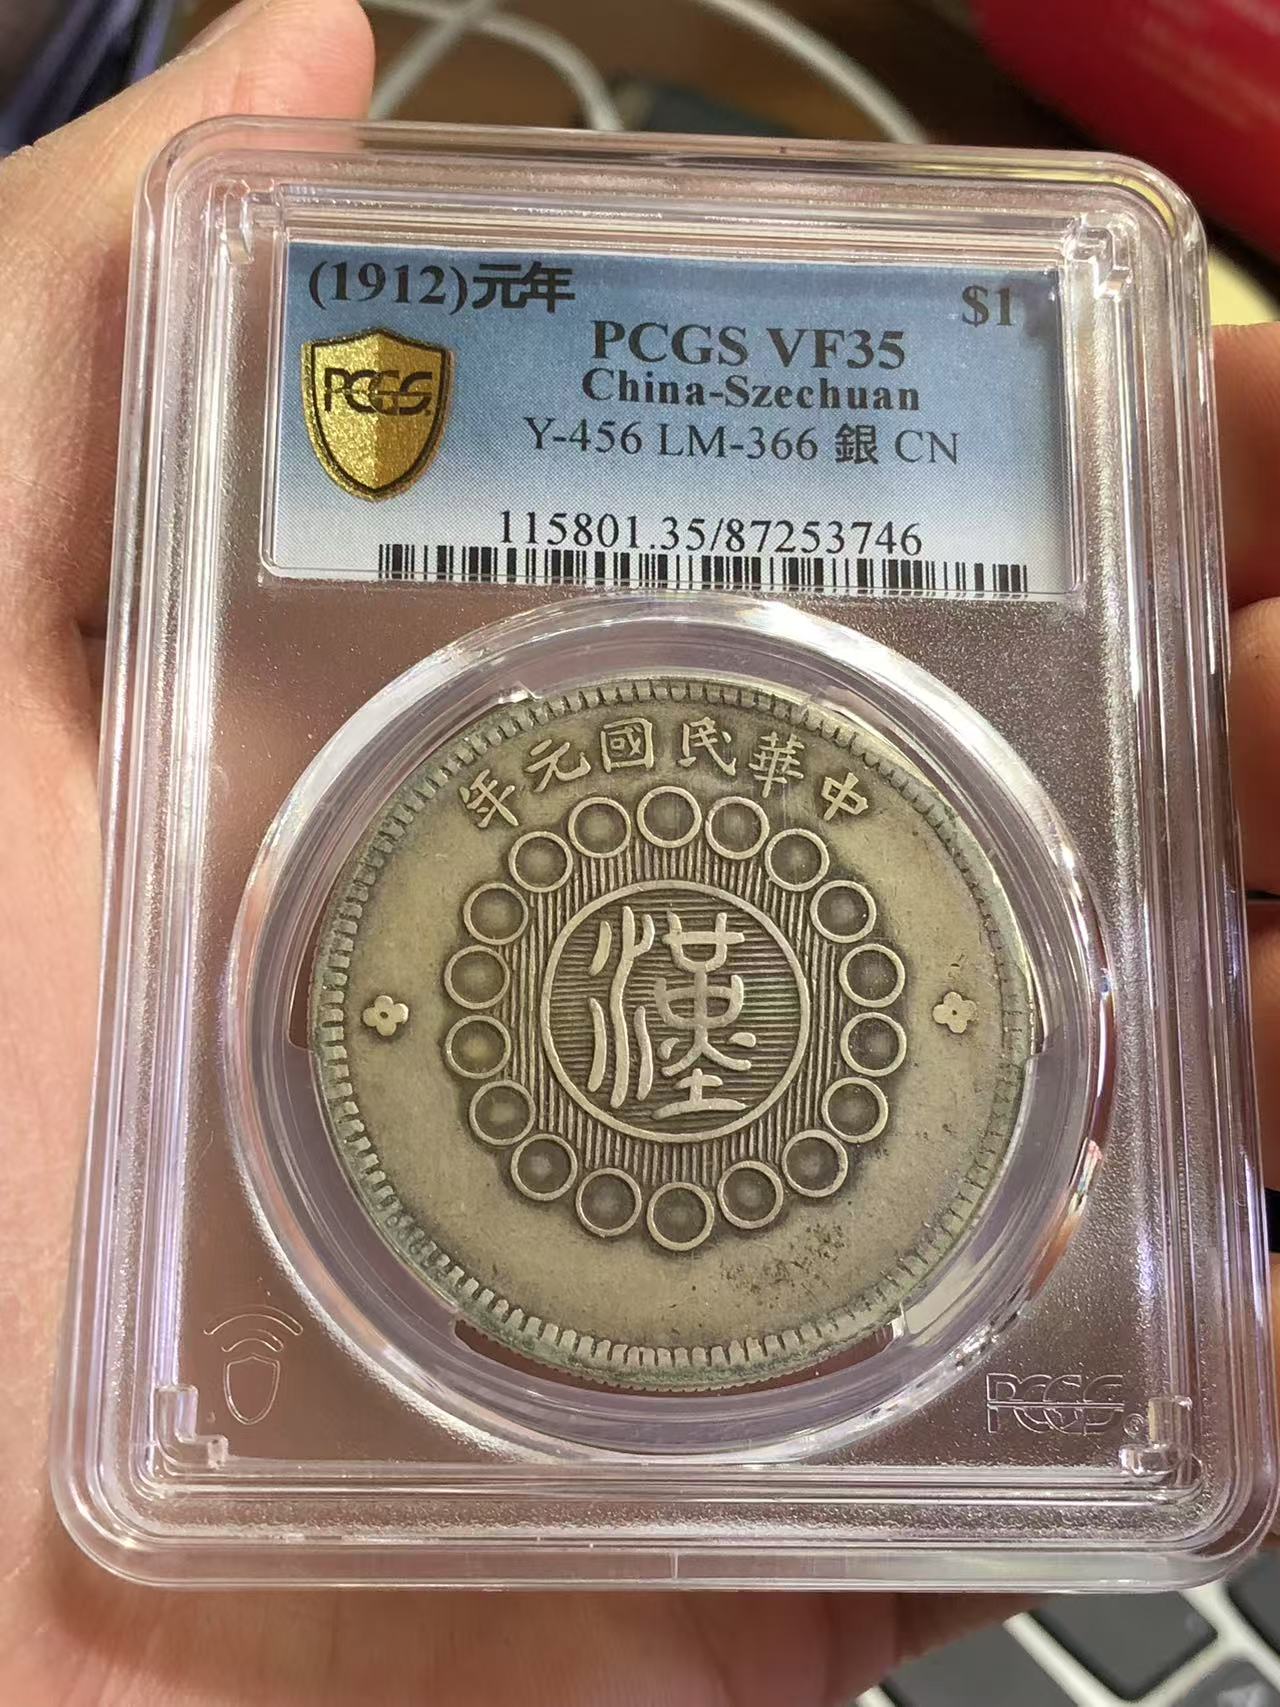 (1912)元年
$1
PCGS VF35
China-Szechuan
Y-456 LM-366 銀 CN
115801.35/87253746
PCGS
中華民國元年
漢
PCGS